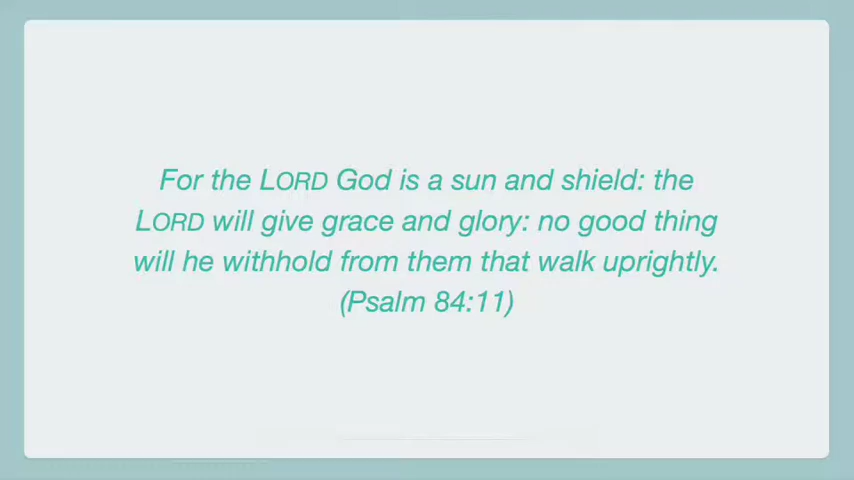 For the LORD God is a sun and shield: the
LORD will give grace and glory: no good thing
will he withhold from them that walk uprightly.
(Psalm 84:11)